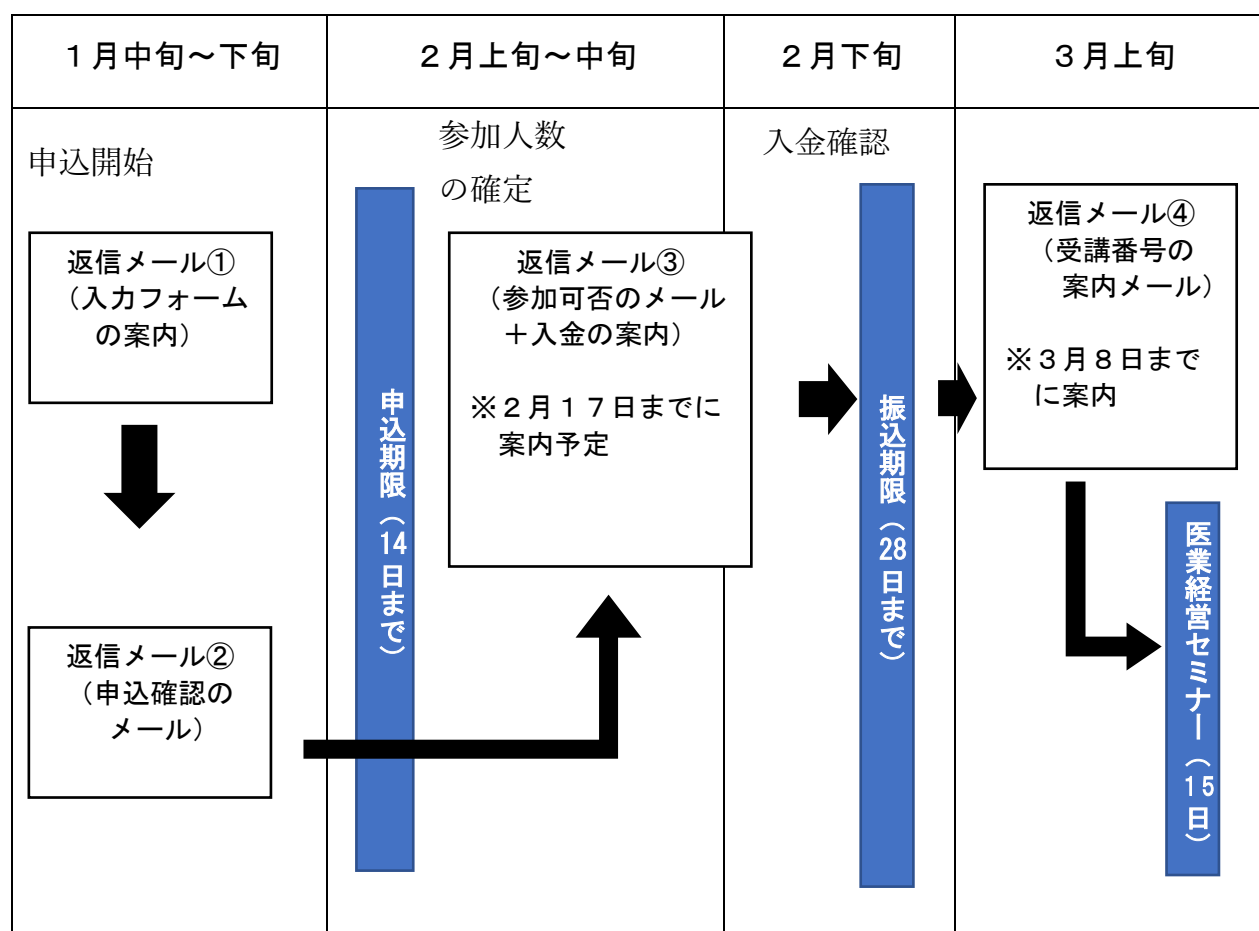 １月中旬～下旬
２月上旬～中旬
２月下旬
３月上旬
申込開始
返信メール①
（入力フォーム
の案内）
返信メール②
（申込確認の
メール）
申込期限（14日まで）
参加人数
の確定
返信メール③
（参加可否のメール
＋入金の案内）
※２月１７日までに
案内予定
入金確認
振込期限（28日まで）
返信メール④
（受講番号の
案内メール）
※３月８日まで
に案内
医業経営セミナー（15日）